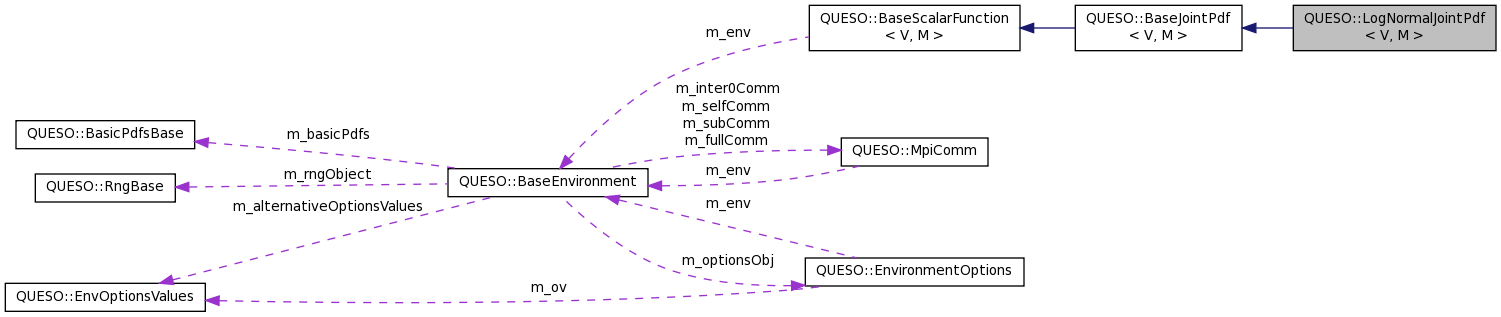 QUESO::BaseScalarFunction
< V, M >
QUESO::BaseJointPdf
< V, M >
QUESO::LogNormalJointPdf
< V, M >
m_env
m_inter0Comm
m_selfComm
m_subComm
m_fullComm
QUESO::BasicPdfsBase
m_basicPdfs
QUESO::MpiComm
m_env
QUESO::RngBase
m_rngObject
QUESO::BaseEnvironment
m_alternativeOptionsValues
m_env
m_optionsObj
QUESO::EnvironmentOptions
QUESO::EnvOptionsValues
m_ov